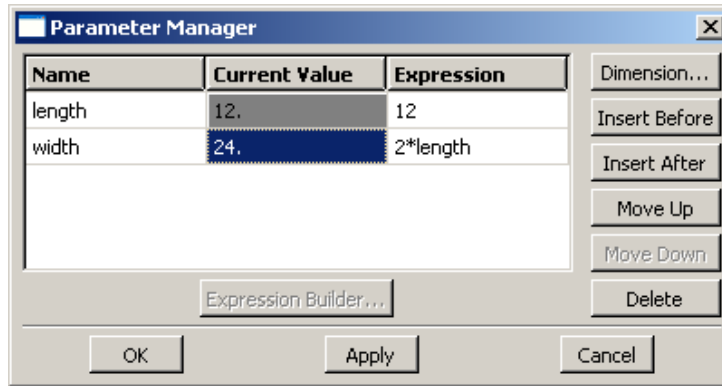 Parameter Manager
Name Current Value Expression
length 12. 12
width 24. 2*length
Dimension...
Insert Before
Insert After
Move Up
Move Down
Delete
Expression Builder...
OK Apply Cancel